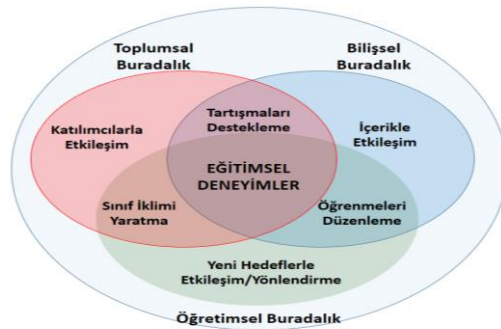 Toplumsal
Buradalık
Bilişsel
Buradalık
Katılımcılarla
Etkileşim
Tartışmaları
Destekleme
İçerikle
Etkileşim
EĞİTİMSEL
DENEYİMLER
Sınıf İklimi
Yaratma
Öğrenmeleri
Düzenleme
Yeni Hedeflerle
Etkileşim/Yönlendirme
Öğretimsel Buradalık